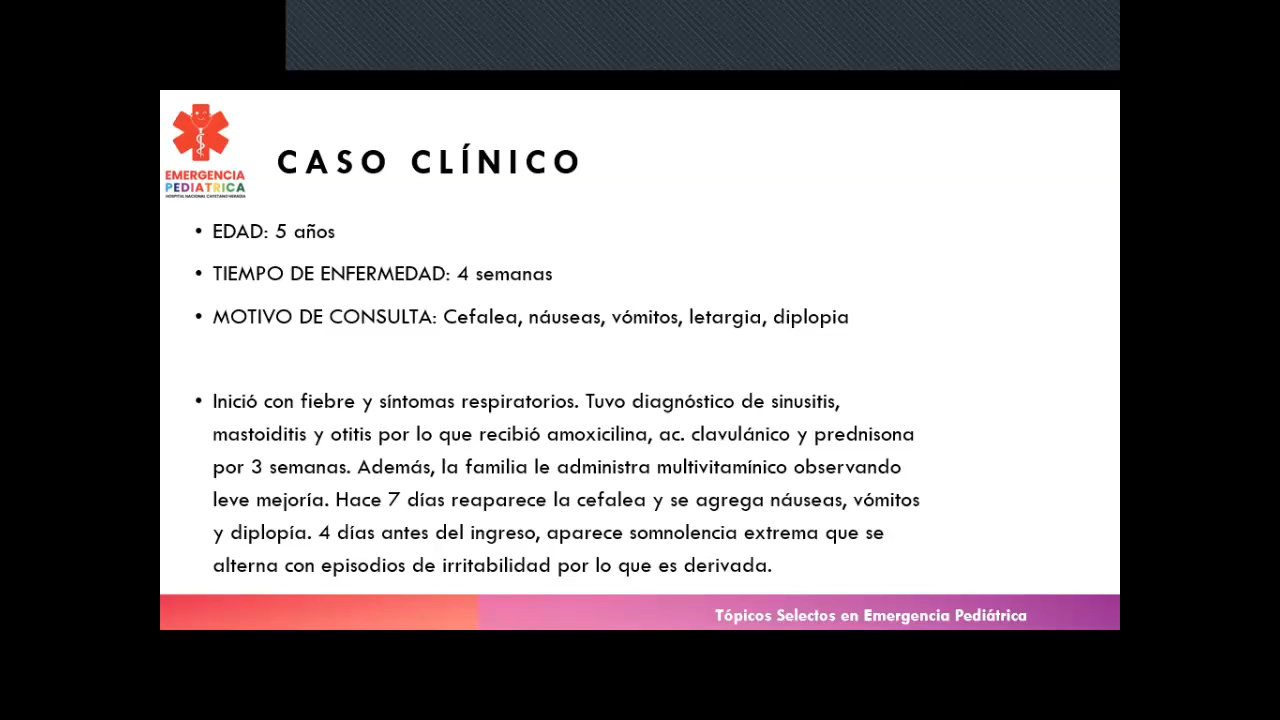 EMERGENCIA
PEDIATRICA
HOSPITAL NACIONAL CAYETANO HEREDIA
CASO CLÍNICO
• EDAD: 5 años
• TIEMPO DE ENFERMEDAD: 4 semanas
• MOTIVO DE CONSULTA: Cefalea, náuseas, vómitos, letargia, diplopia
• Inició con fiebre y síntomas respiratorios. Tuvo diagnóstico de sinusitis,
mastoiditis y otitis por lo que recibió amoxicilina, ac. clavulánico y prednisona
por 3 semanas. Además, la familia le administra multivitamínico observando
leve mejoría. Hace 7 días reaparece la cefalea y se agrega náuseas, vómitos
y diplopía. 4 días antes del ingreso, aparece somnolencia extrema que se
alterna con episodios de irritabilidad por lo que es derivada.
Tópicos Selectos en Emergencia Pediátrica